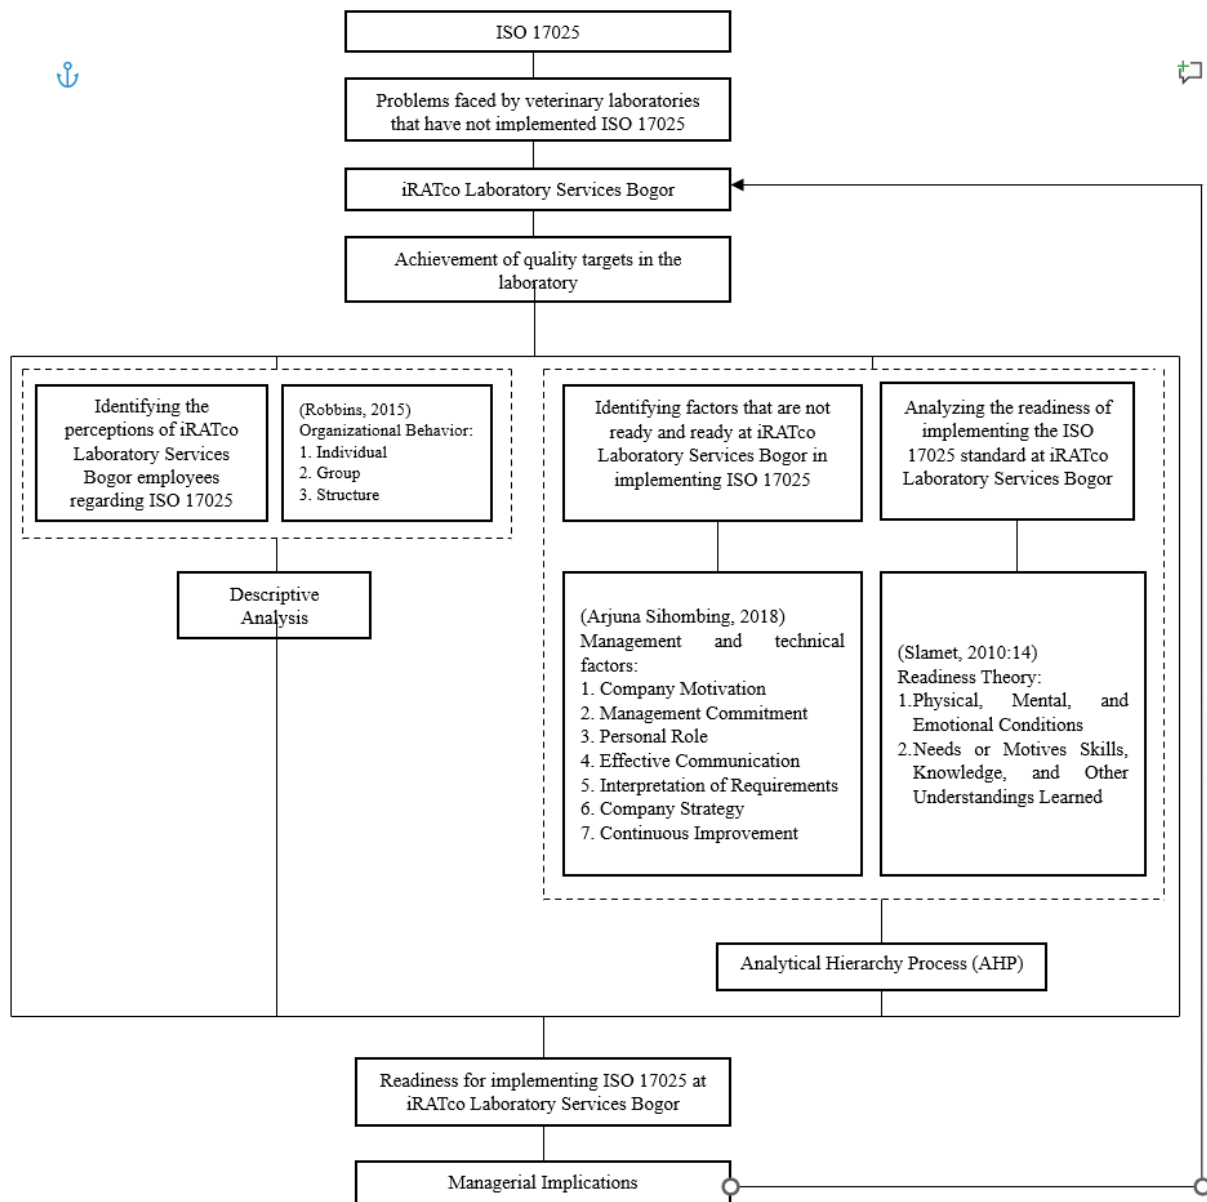 ISO 17025
Problems faced by veterinary laboratories
that have not implemented ISO 17025
iRATco Laboratory Services Bogor
Achievement of quality targets in the
laboratory
Identifying the
perceptions of iRATco
Laboratory Services
Bogor employees
regarding ISO 17025
(Robbins, 2015)
Organizational Behavior:
1. Individual
2. Group
3. Structure
Identifying factors that are not
ready and ready at iRATco
Laboratory Services Bogor in
implementing ISO 17025
Analyzing the readiness of
implementing the ISO
17025 standard at iRATco
Laboratory Services Bogor
Descriptive
Analysis
(Arjuna Sihombing, 2018)
Management and technical
factors:
1. Company Motivation
2. Management Commitment
3. Personal Role
4. Effective Communication
5. Interpretation of Requirements
6. Company Strategy
7. Continuous Improvement
(Slamet, 2010:14)
Readiness Theory:
1.Physical, Mental, and
Emotional Conditions
2.Needs or Motives Skills,
Knowledge, and Other
Understandings Learned
Analytical Hierarchy Process (AHP)
Readiness for implementing ISO 17025 at
iRATco Laboratory Services Bogor
Managerial Implications